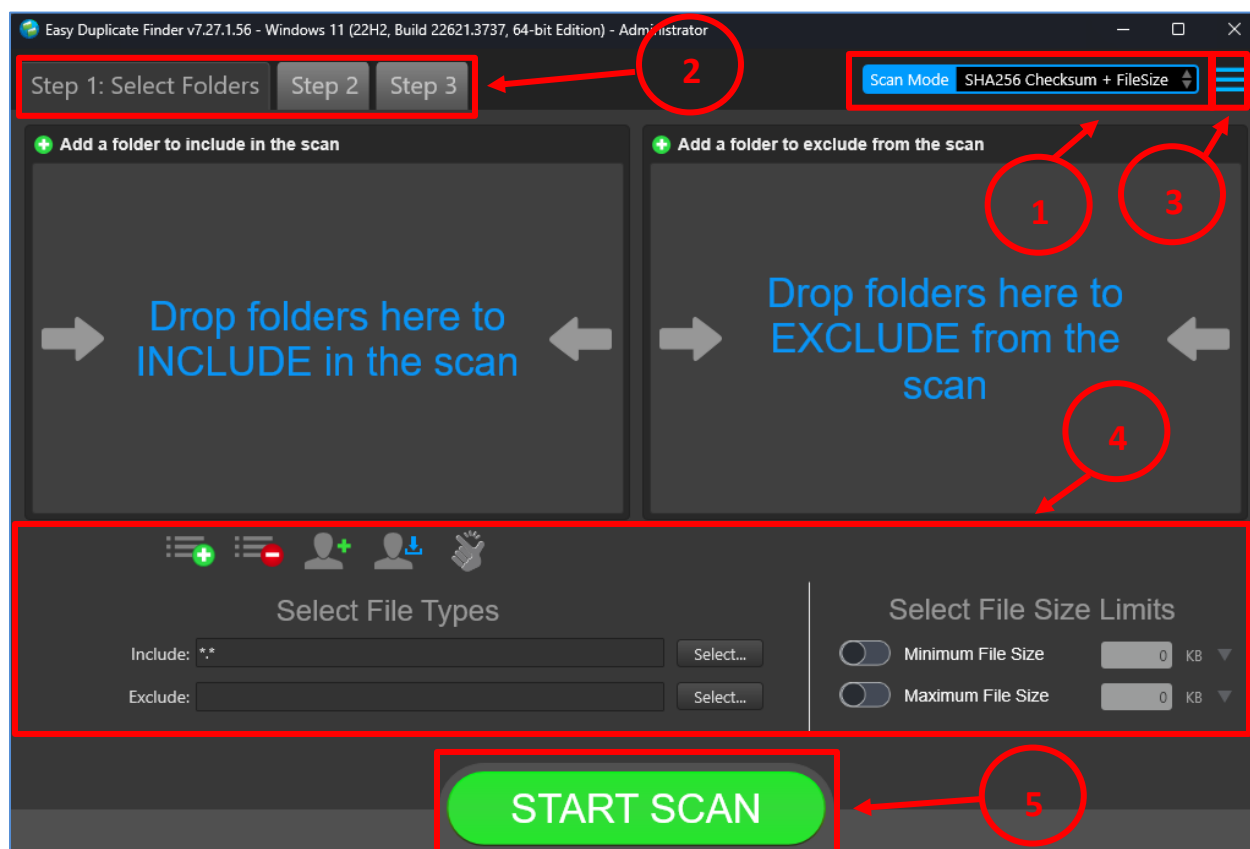 Easy Duplicate Finder v7.27.1.56 - Windows 11 (22H2, Build 22621.3737, 64-bit Edition) - Administrator
Step 1: Select Folders Step 2 Step 3
2
Scan Mode SHA256 Checksum + FileSize
Add a folder to include in the scan
Add a folder to exclude from the scan
1
3
Drop folders here to
INCLUDE in the scan
Drop folders here to
EXCLUDE from the
scan
4
Select File Types
Include: *.* Select...
Exclude: Select...
Select File Size Limits
Minimum File Size 0 KB
Maximum File Size 0 KB
START SCAN
5